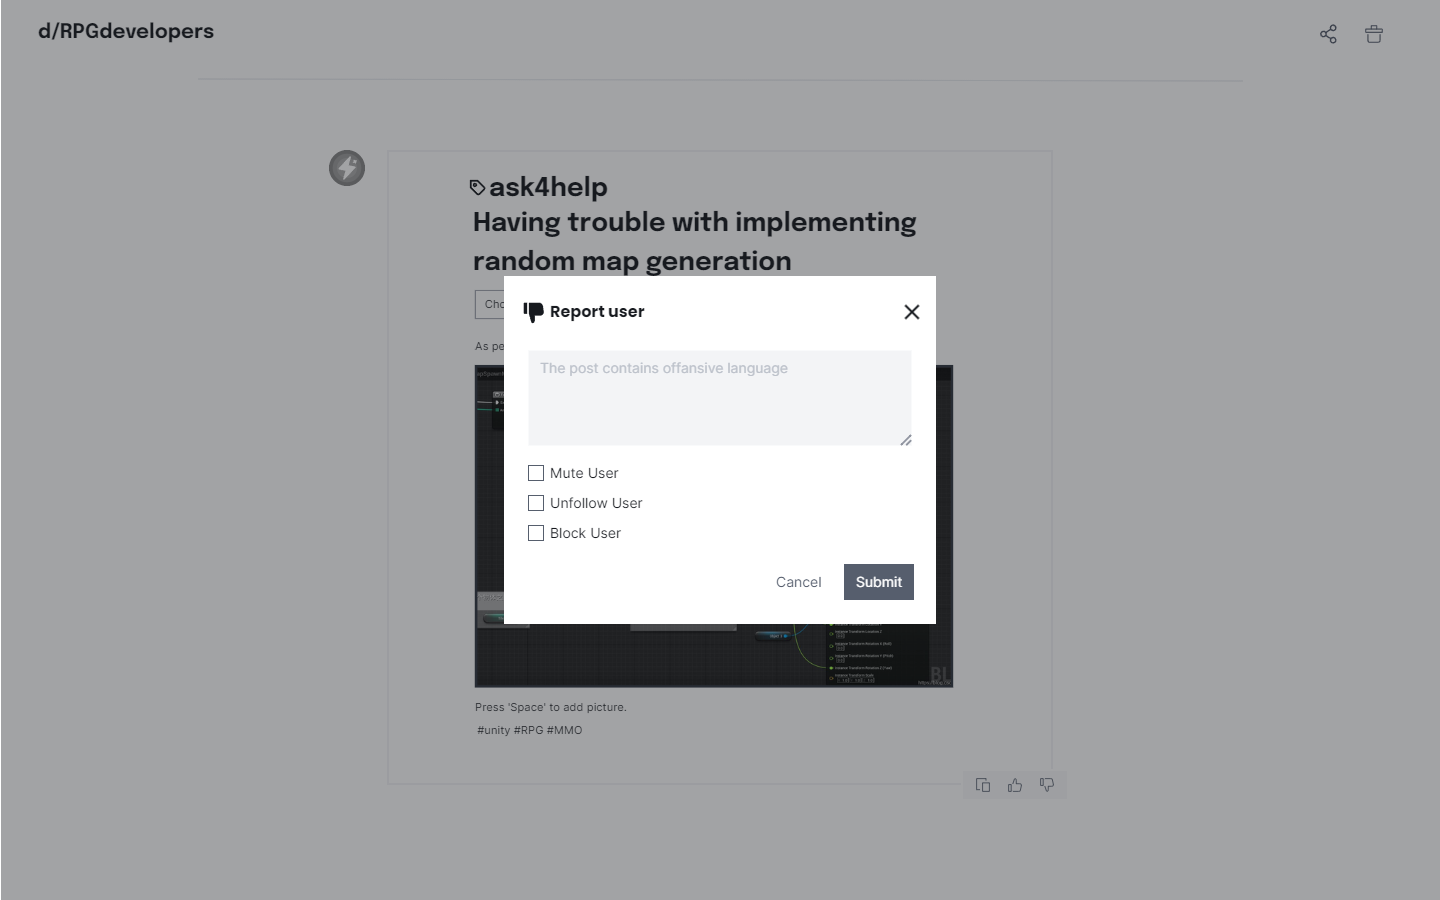 d/RPGdevelopers
ask4help
Having trouble with implementing
random map generation
Cho
As pe
Report user
The post contains offansive language
Mute User
Unfollow User
Block User
Cancel
Submit
BL
Press 'Space' to add picture.
#unity #RPG #MMO